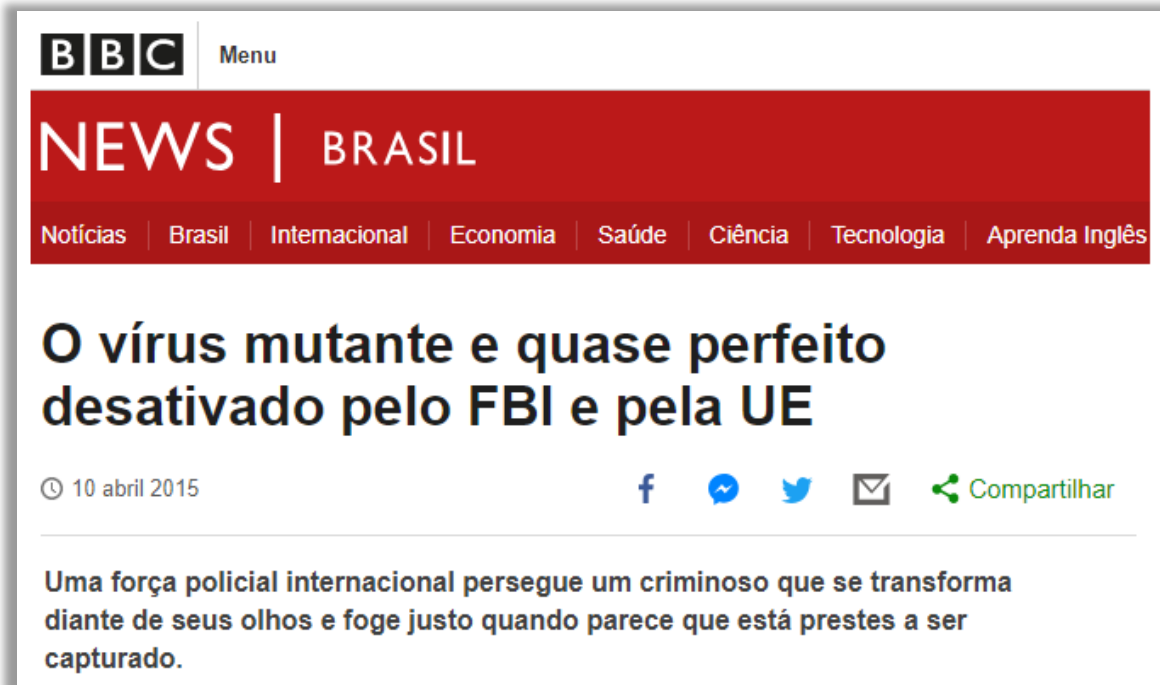 BBC Menu
NEWS | BRASIL
Notícias Brasil Internacional Economia Saúde Ciência Tecnologia Aprenda Inglês
O vírus mutante e quase perfeito
desativado pelo FBI e pela UE
10 abril 2015 Compartilhar
Uma força policial internacional persegue um criminoso que se transforma
diante de seus olhos e foge justo quando parece que está prestes a ser
capturado.